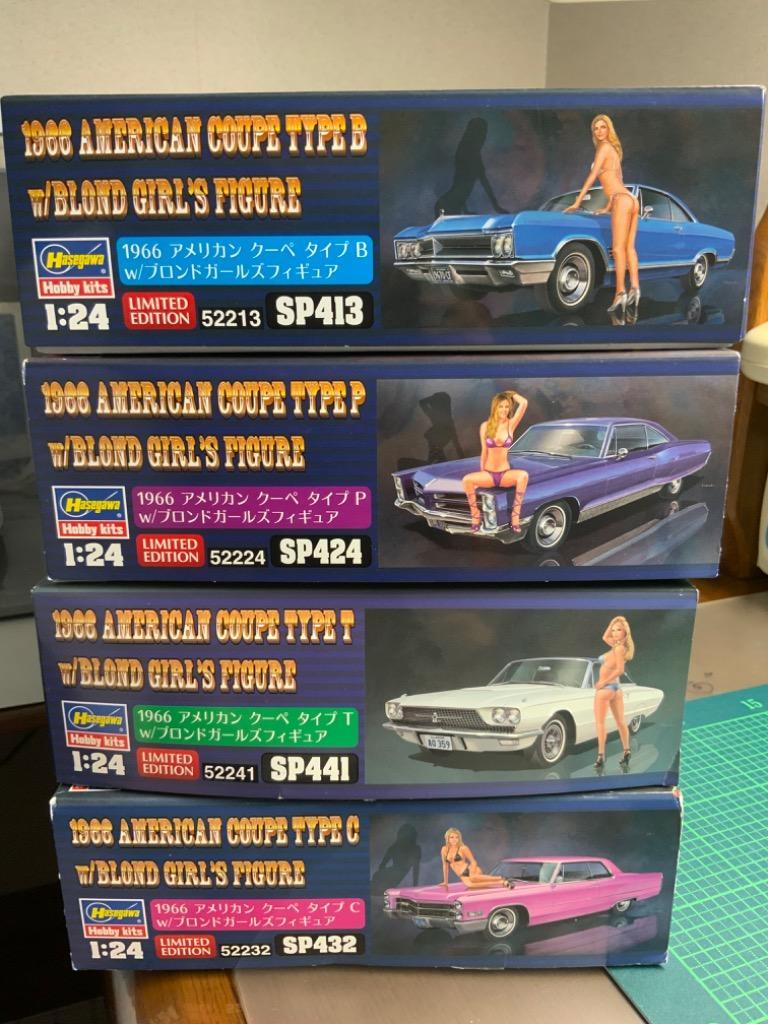 1966 AMERICAN COUPE TYPE B
w/BLOND GIRL'S FIGURE
Hasegawa
Hobby kits
1966 アメリカン クーペ タイプ B
w/ブロンドガールズフィギュア
1:24
LIMITED EDITION 52213 SP413
1966 AMERICAN COUPE TYPE P
w/BLOND GIRL'S FIGURE
Hasegawa
Hobby kits
1966 アメリカン クーペ タイプ P
w/ブロンドガールズフィギュア
1:24
LIMITED EDITION 52224 SP424
1966 AMERICAN COUPE TYPE T
w/BLOND GIRL'S FIGURE
Hasegawa
Hobby kits
1966 アメリカン クーペ タイプ T
w/ブロンドガールズフィギュア
1:24
LIMITED EDITION 52241 SP441
RO 359
15
1966 AMERICAN COUPE TYPE C
w/BLOND GIRL'S FIGURE
Hasegawa
Hobby kits
1966 アメリカン クーペ タイプ C
w/ブロンドガールズフィギュア
1:24
LIMITED EDITION 52232 SP432